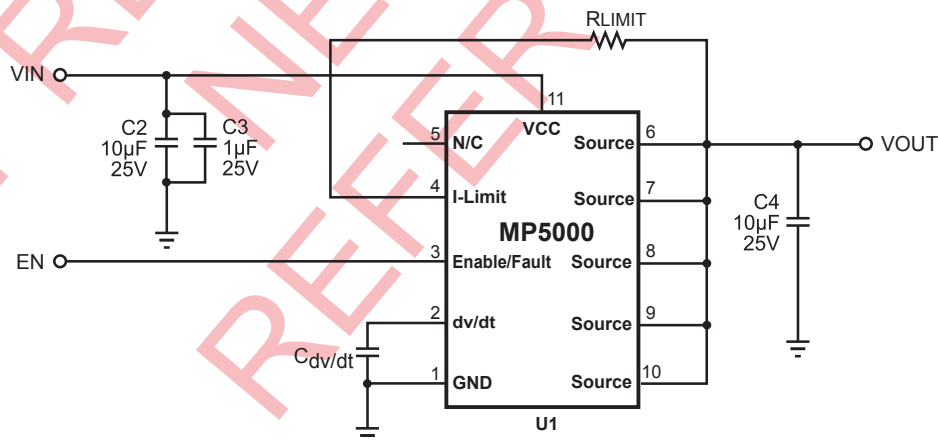 RLIMIT
VIN
11
VCC
C2
10µF
25V
C3
1µF
25V
5
N/C
Source
6
4
I-Limit
Source
7
MP5000
VOUT
C4
10µF
25V
EN
3
Enable/Fault
Source
8
2
dv/dt
Source
9
Cdv/dt
1
GND
Source
10
U1
REFER